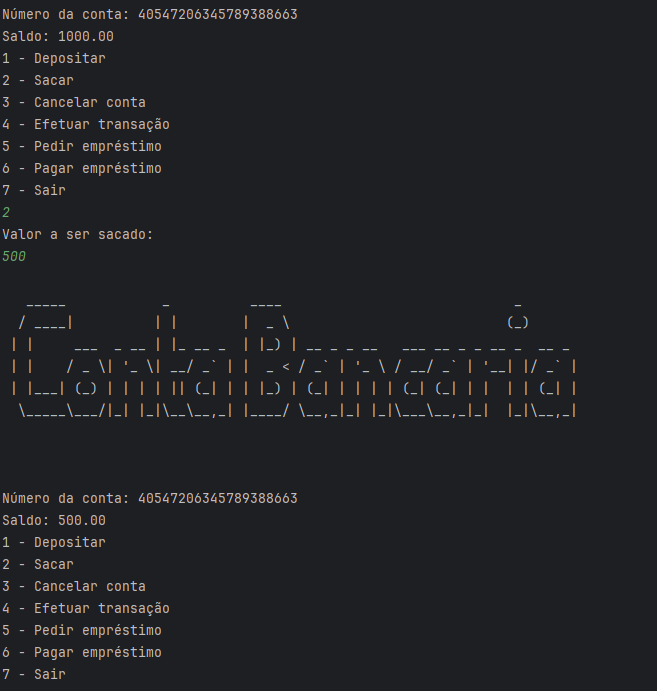 Número da conta: 40547206345789388663
Saldo: 1000.00
1 - Depositar
2 - Sacar
3 - Cancelar conta
4 - Efetuar transação
5 - Pedir empréstimo
6 - Pagar empréstimo
7 - Sair
2
Valor a ser sacado:
500
Conta Bancaria
Número da conta: 40547206345789388663
Saldo: 500.00
1 - Depositar
2 - Sacar
3 - Cancelar conta
4 - Efetuar transação
5 - Pedir empréstimo
6 - Pagar empréstimo
7 - Sair